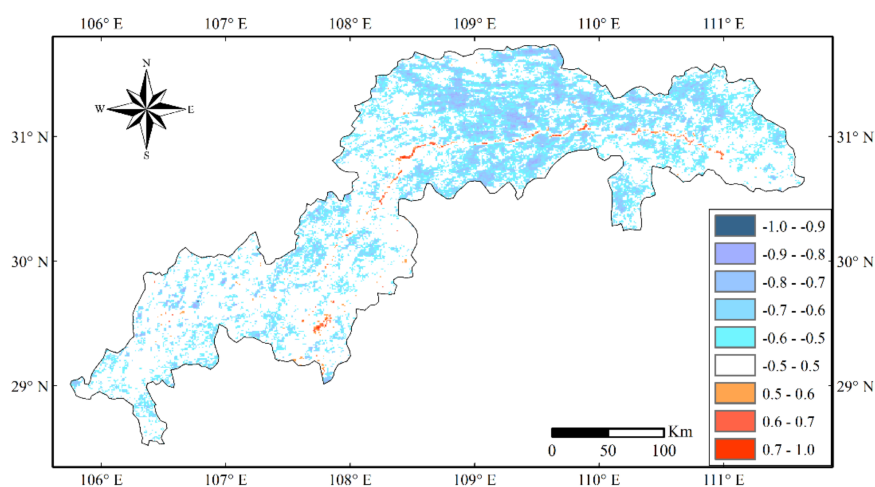 106° E 107° E 108° E 109° E 110° E 111° E
N
W E
S
31° N 31° N
30° N 30° N
29° N 29° N
-1.0 - -0.9
-0.9 - -0.8
-0.8 - -0.7
-0.7 - -0.6
-0.6 - -0.5
-0.5 - 0.5
0.5 - 0.6
0.6 - 0.7
0.7 - 1.0
Km
0 50 100
106° E 107° E 108° E 109° E 110° E 111° E